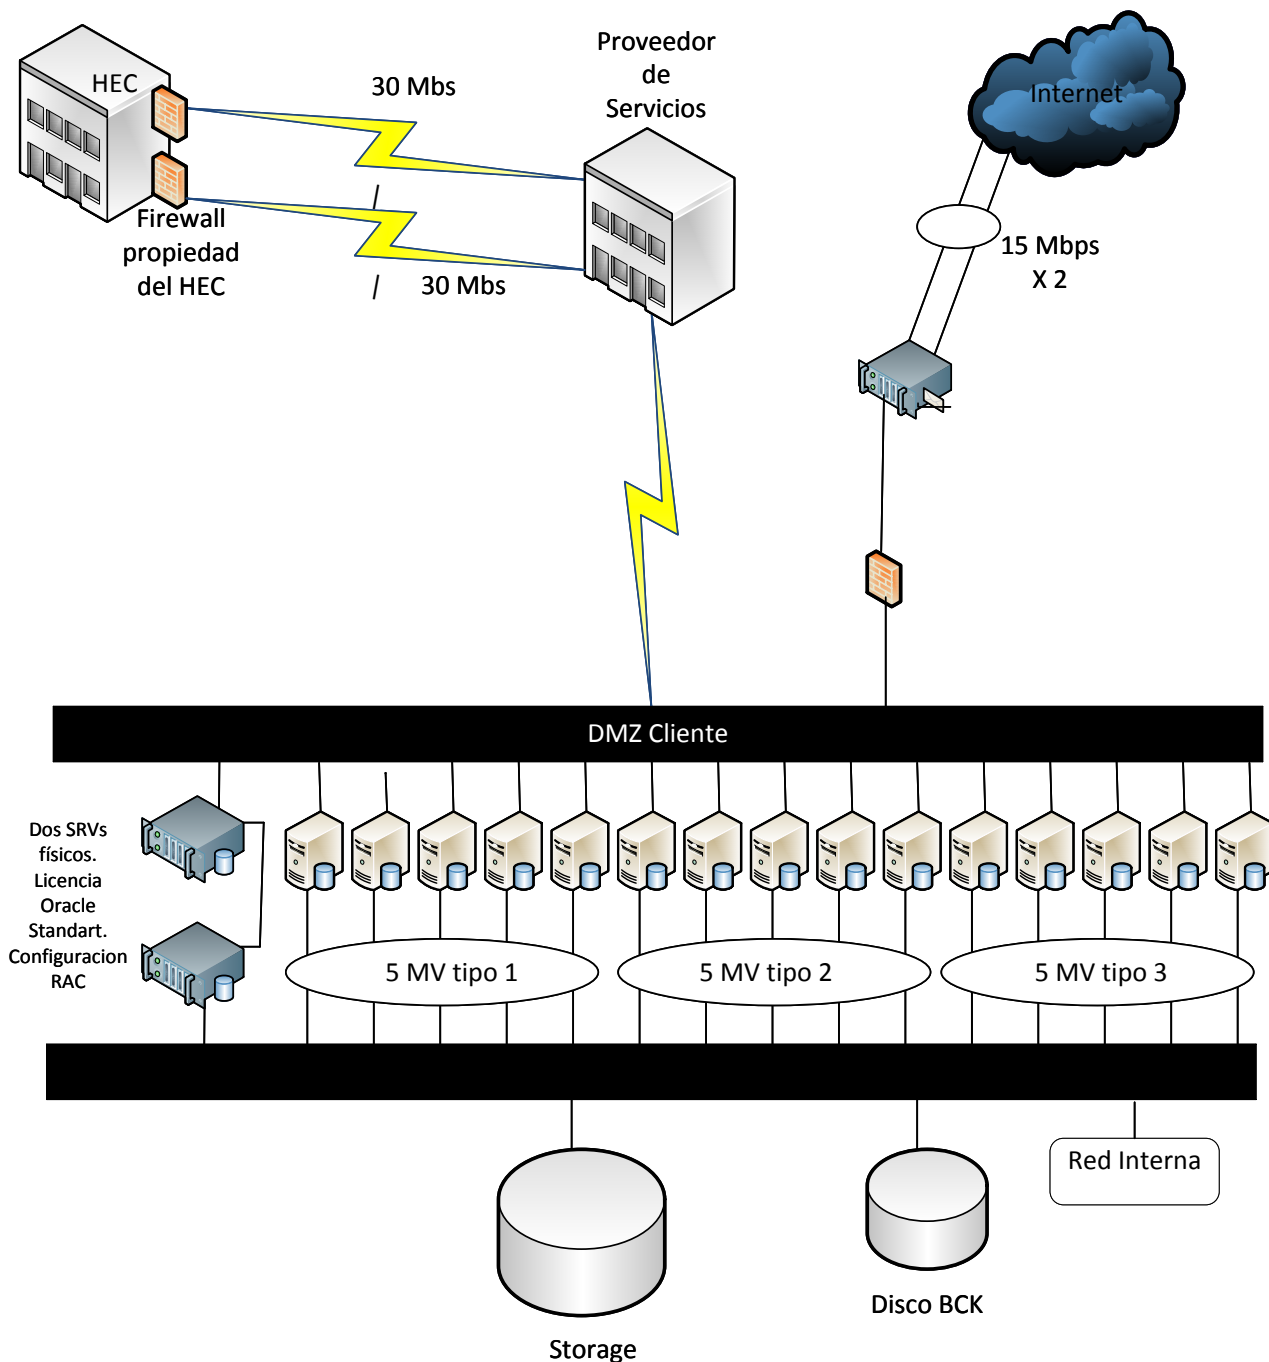 HEC
30 Mbs
Proveedor
de
Servicios
Internet
Firewall
propiedad
del HEC
30 Mbs
15 Mbps
X 2
DMZ Cliente
Dos SRVs
físicos.
Licencia
Oracle
Standart.
Configuracion
RAC
5 MV tipo 1
5 MV tipo 2
5 MV tipo 3
Red Interna
Disco BCK
Storage